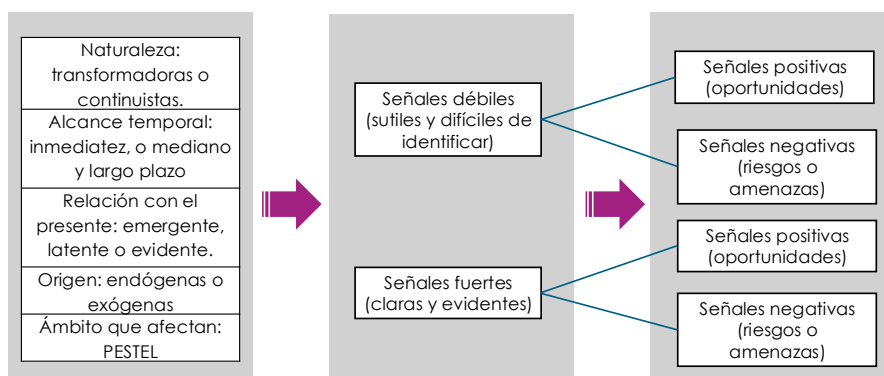 Naturaleza:
transformadoras o
continuistas.
Alcance temporal:
inmediatez, o mediano
y largo plazo
Relación con el
presente: emergente,
latente o evidente.
Origen: endógenas o
exógenas
Ámbito que afectan:
PESTEL
Señales débiles
(sutiles y difíciles de
identificar)
Señales fuertes
(claras y evidentes)
Señales positivas
(oportunidades)
Señales negativas
(riesgos o
amenazas)
Señales positivas
(oportunidades)
Señales negativas
(riesgos o
amenazas)